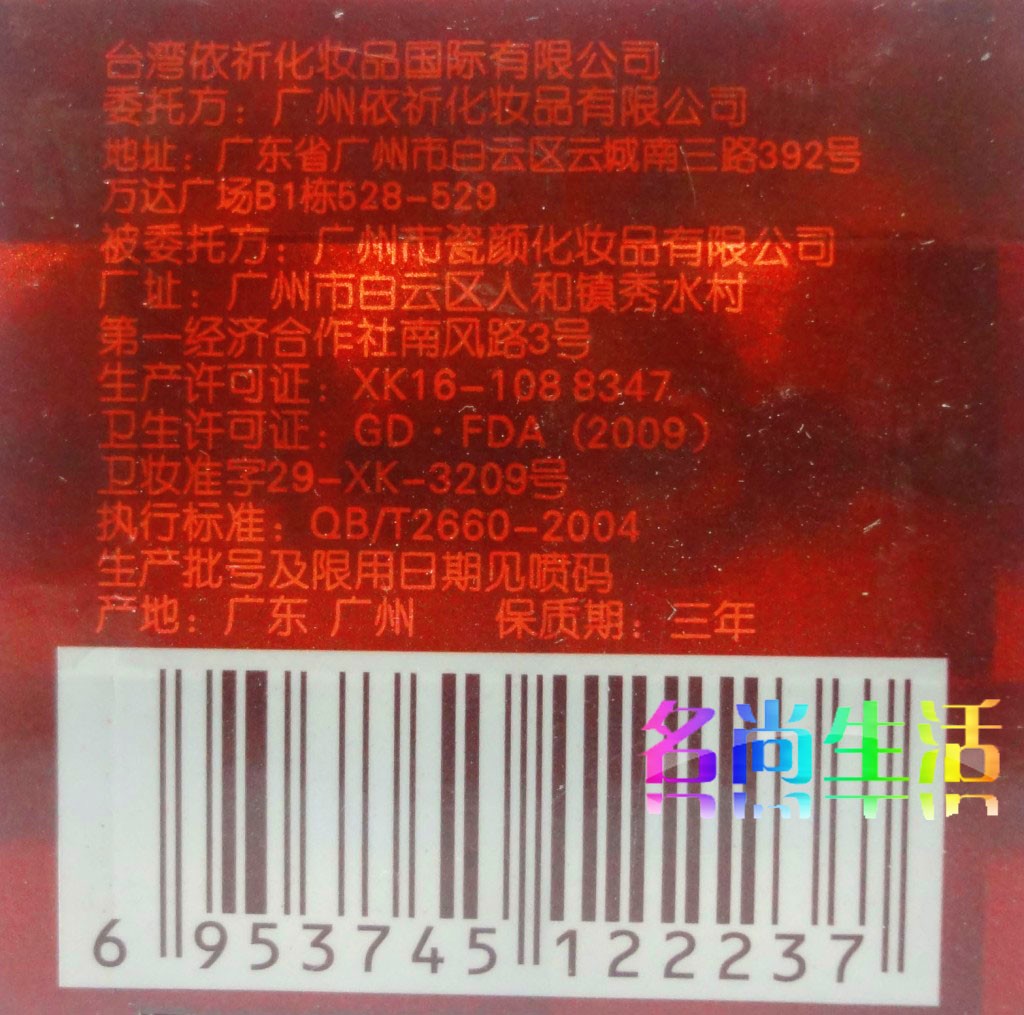 台湾依祈化妆品国际有限公司
委托方：广州依祈化妆品有限公司
地址：广东省广州市白云区云城南三路392号
万达广场B1栋528-529
被委托方：广州市瓷颜化妆品有限公司
厂址：广州市白云区人和镇秀水村
第一经济合作社南风路3号
生产许可证：XK16-108 8347
卫生许可证：GD·FDA（2009）
卫妆准字29-XK-3209号
执行标准：QB/T2660-2004
生产批号及限用日期见喷码
产地：广东 广州 保质期：三年
名尚生活
6 953745 122237